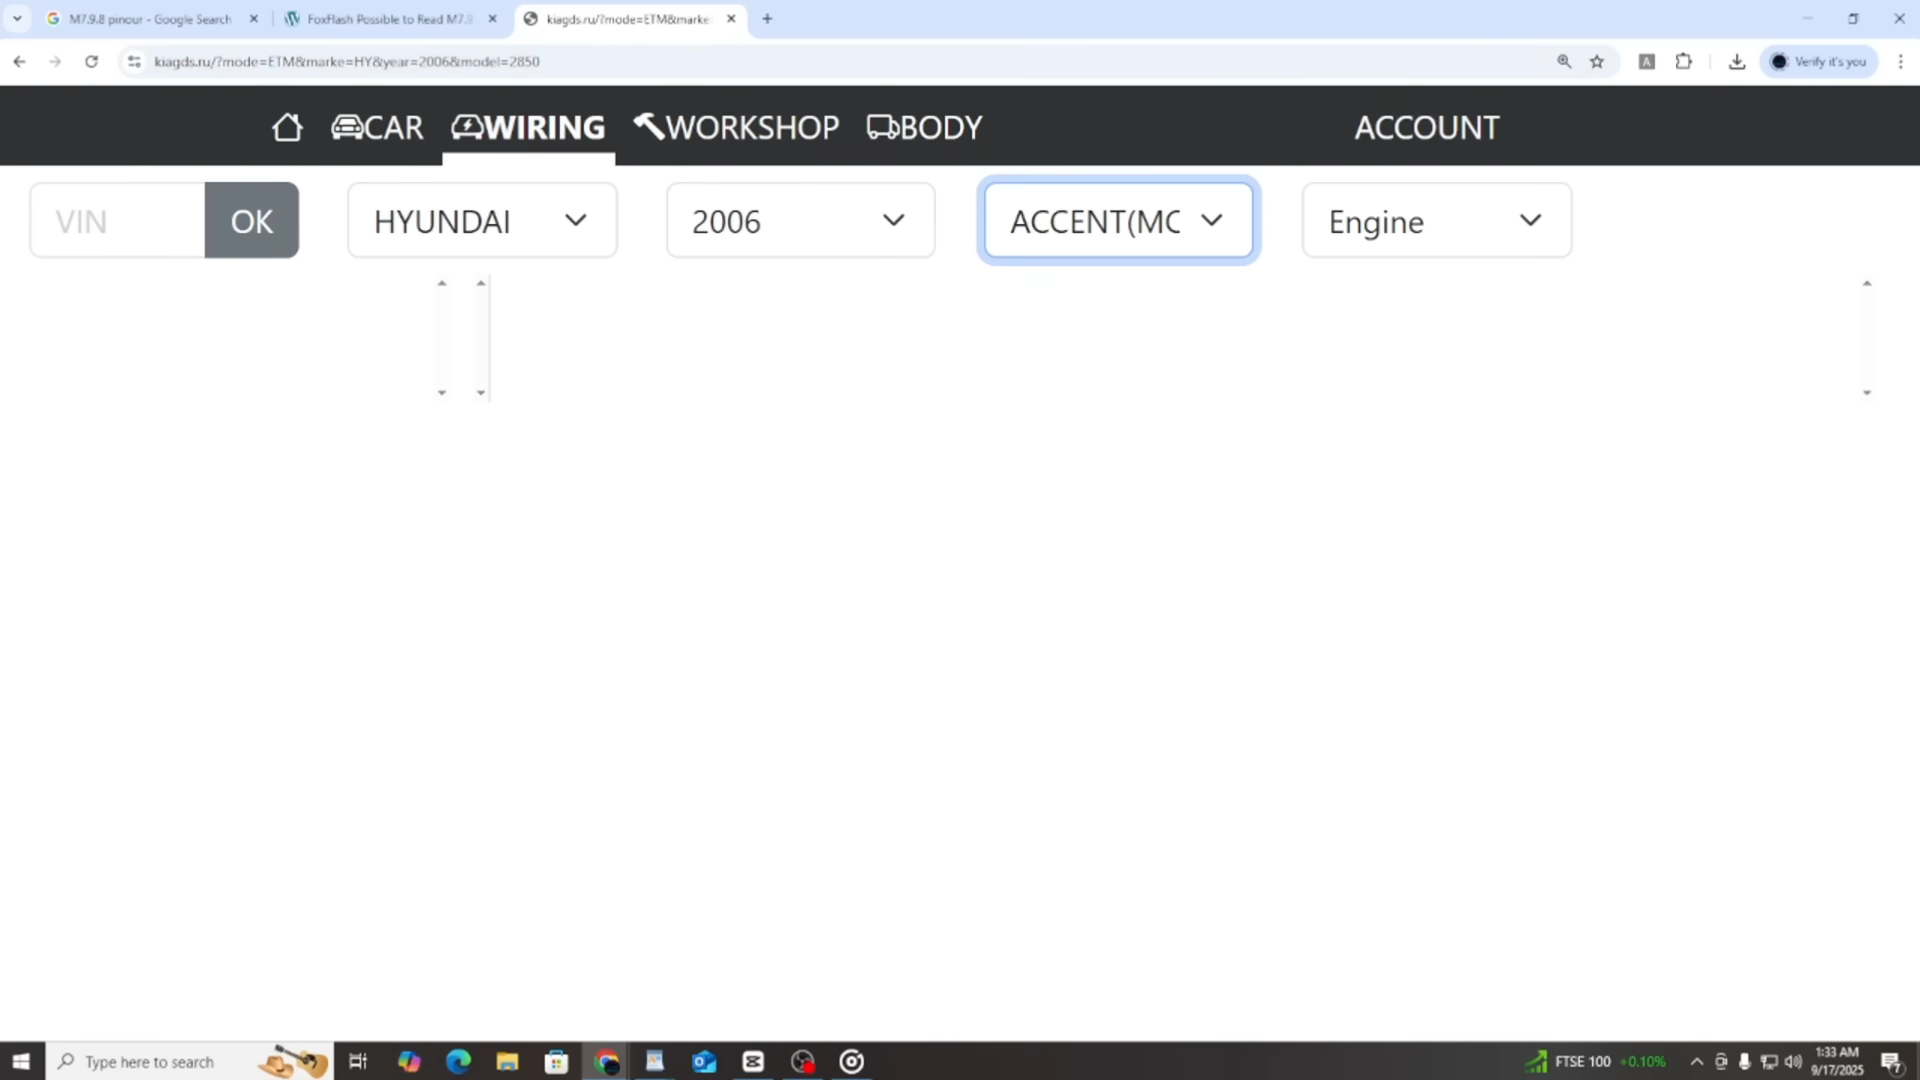 M7.9.8 pinour - Google Search
FoxFlash Possible to Read M7.9
kiagds.ru/?mode=ETM&marke
kiagds.ru/?mode=ETM&marke=HY&year=2006&model=2850
A
Verify it's you
CAR
WIRING
WORKSHOP
BODY
ACCOUNT
VIN
OK
HYUNDAI
2006
ACCENT(MC
Engine
Type here to search
FTSE 100 +0.10%
1:33 AM
9/17/2025
7